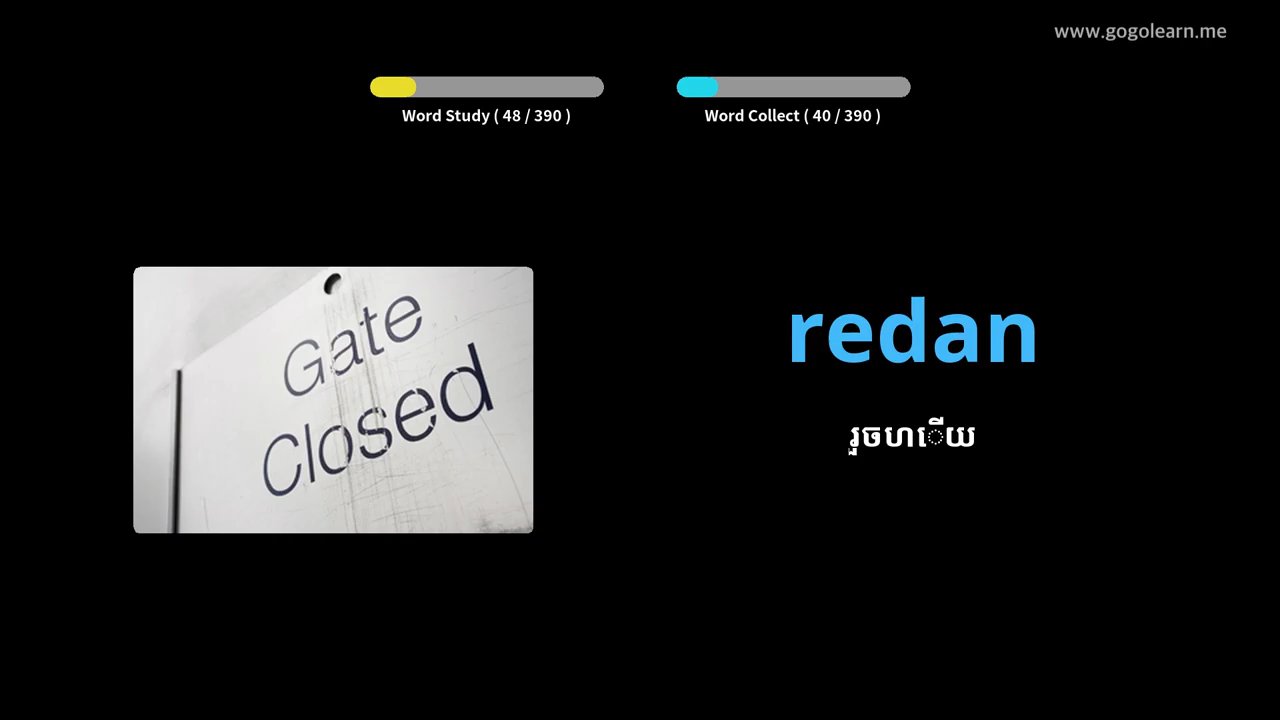 www.gogolearn.me
Word Study ( 48 / 390 )
Word Collect ( 40 / 390 )
Gate
Closed
redan
រួចហើយ